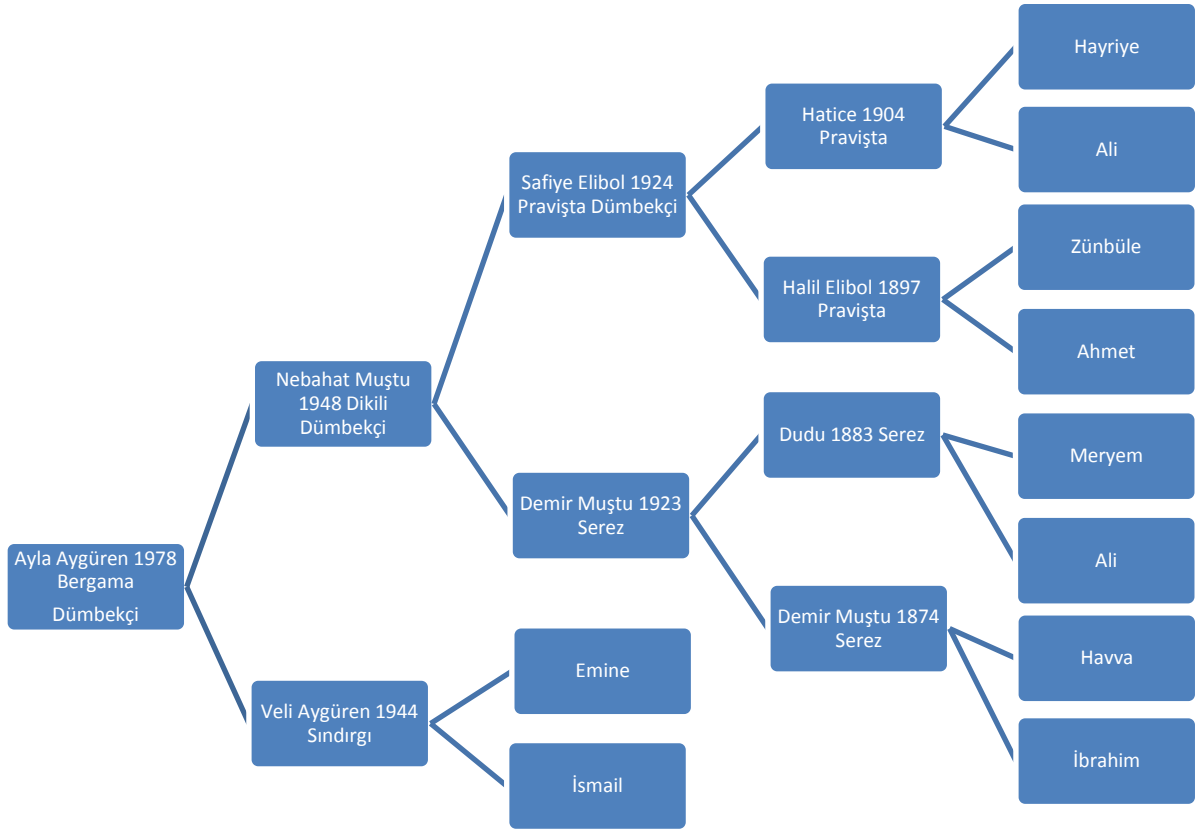 Ayla Aygüren 1978
Bergama
Dümbekçi
Nebahat Muştu
1948 Dikili
Dümbekçi
Veli Aygüren 1944
Sındırgı
Safiye Elibol 1924
Pravişta Dümbekçi
Demir Muştu 1923
Serez
Emine
İsmail
Hatice 1904
Pravişta
Halil Elibol 1897
Pravişta
Dudu 1883 Serez
Demir Muştu 1874
Serez
Hayriye
Ali
Zünbüle
Ahmet
Meryem
Ali
Havva
İbrahim